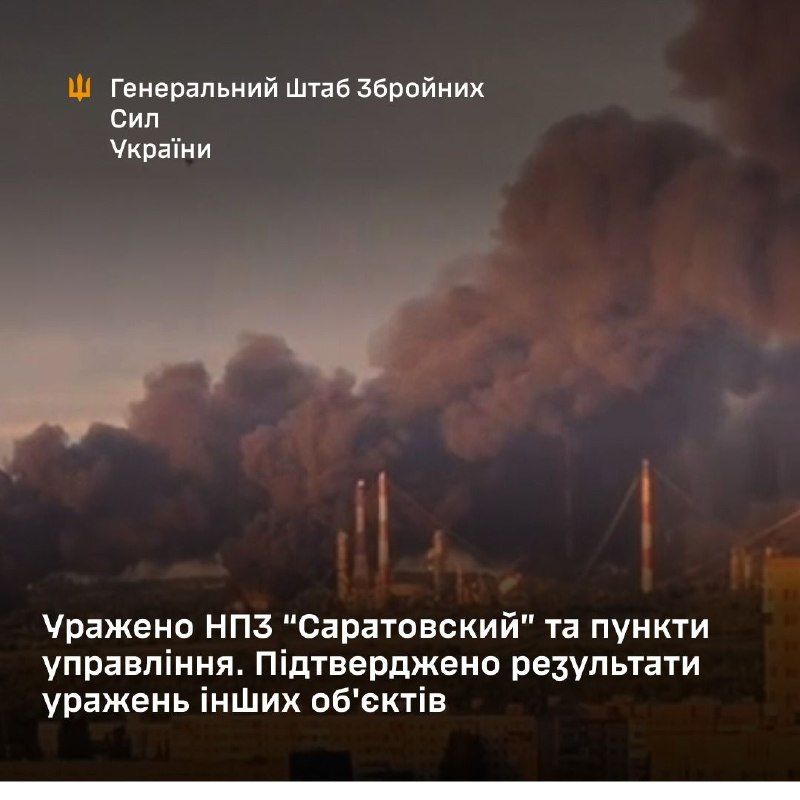 Генеральний штаб Збройних
Сил
України
Уражено НПЗ “Саратовский” та пункти
управління. Підтверджено результати
уражень інших об'єктів